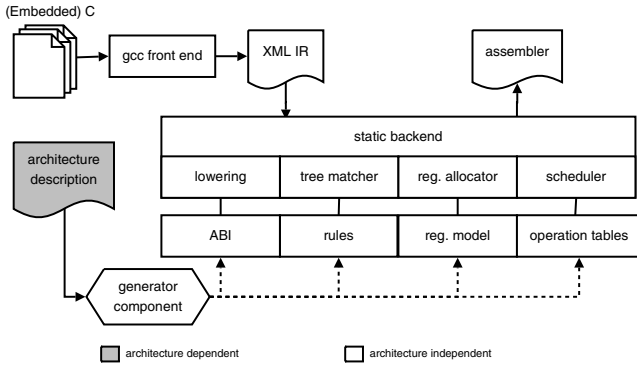 (Embedded) C
gcc front end
XML IR
assembler
static backend
architecture
description
lowering
tree matcher
reg. allocator
scheduler
ABI
rules
reg. model
operation tables
generator
component
architecture dependent
architecture independent